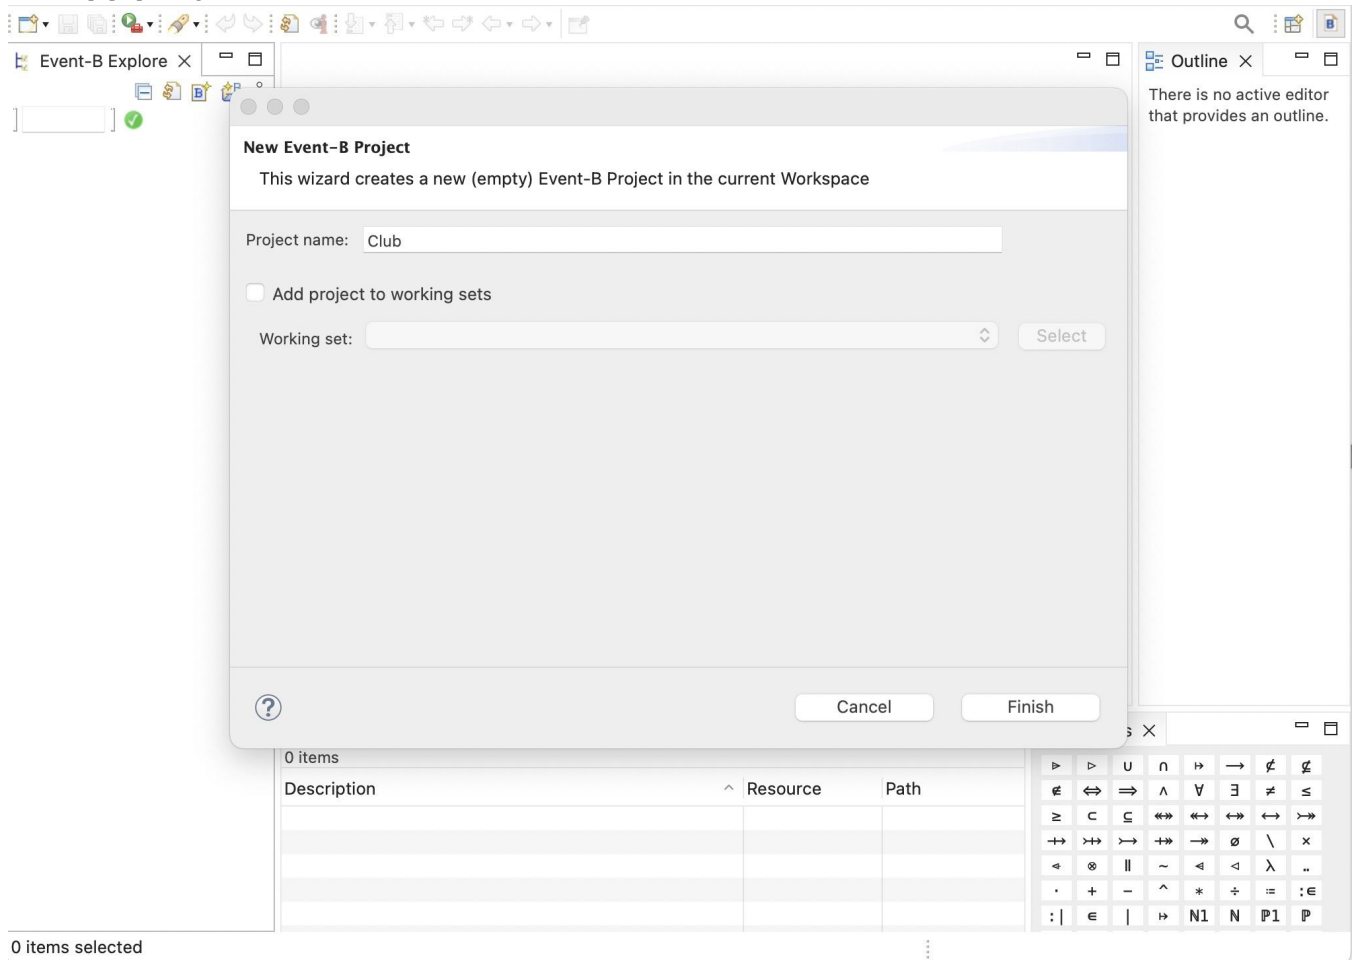 Event-B Explore
Outline
There is no active editor
that provides an outline.
New Event-B Project
This wizard creates a new (empty) Event-B Project in the current Workspace
Project name: Club
Add project to working sets
Working set:
Select
?
Cancel
Finish
s
0 items
Description
Resource
Path
⩥ ▷ ∪ ∩ ↦ → ⊄ ⊈
∉ ⇔ ⇒ ∧ ∀ ∃ ≠ ≤
≥ ⊂ ⊆ ↔ ⤖
∅ \ ×
⊗ ∥ ∼ ⩤ ◁ λ ‥
· + − ^ ∗ ÷ ≔ :∈
:∣ ∈ ∣ ↦ ℕ1 ℕ ℙ1 ℙ
0 items selected